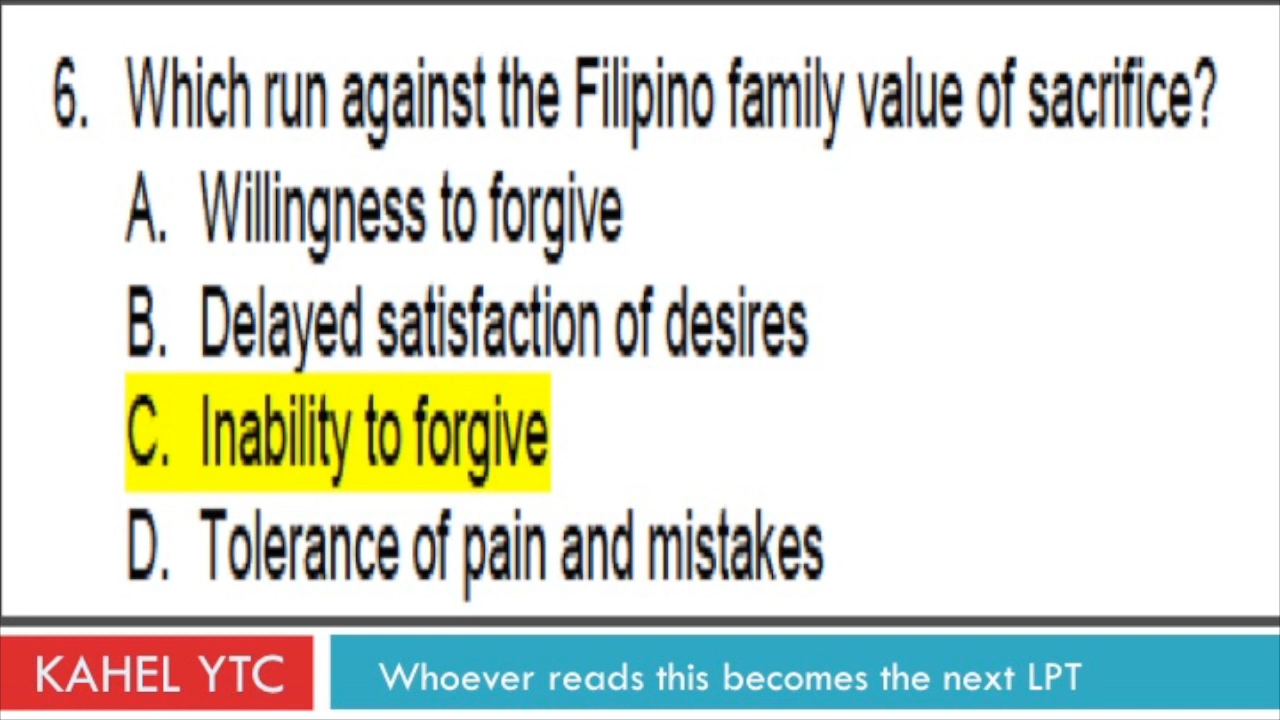 6. Which run against the Filipino family value of sacrifice?
A. Willingness to forgive
B. Delayed satisfaction of desires
C. Inability to forgive
D. Tolerance of pain and mistakes
KAHEL YTC
Whoever reads this becomes the next LPT